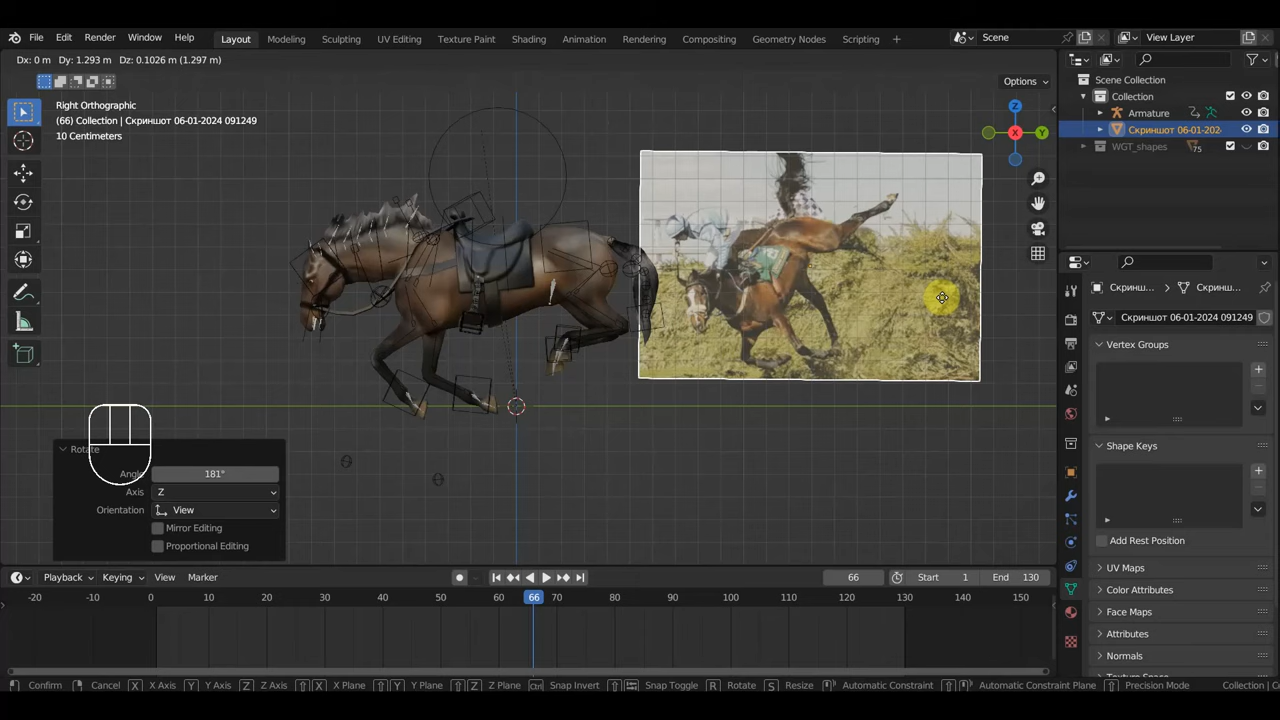 File Edit Render Window Help Layout Modeling Sculpting UV Editing Texture Paint Shading Animation Rendering Compositing Geometry Nodes Scripting + Scene View Layer
Dx: 0 m Dy: 1.293 m Dz: 0.1026 m (1.297 m)
Options
Right Orthographic
(66) Collection | Скриншот 06-01-2024 091249
10 Centimeters
X
Y
Z
Scene Collection
Collection
Armature
Скриншот 06-01-202
WGT_shapes 75
Скринш... Скринш...
Скриншот 06-01-2024 091249
Vertex Groups
Shape Keys
Add Rest Position
UV Maps
Color Attributes
Face Maps
Attributes
Normals
Rotate
Angle 181°
Axis Z
Orientation View
Mirror Editing
Proportional Editing
Playback Keying View Marker 66 Start 1 End 130
-20 -10 0 10 20 30 40 50 60 66 70 80 90 100 110 120 130 140 150
Confirm Cancel X X Axis Y Y Axis Z Z Axis X X Plane Y Y Plane Z Z Plane Ctrl Snap Invert Snap Toggle R Rotate S Resize Automatic Constraint Automatic Constraint Plane Precision Mode Collection